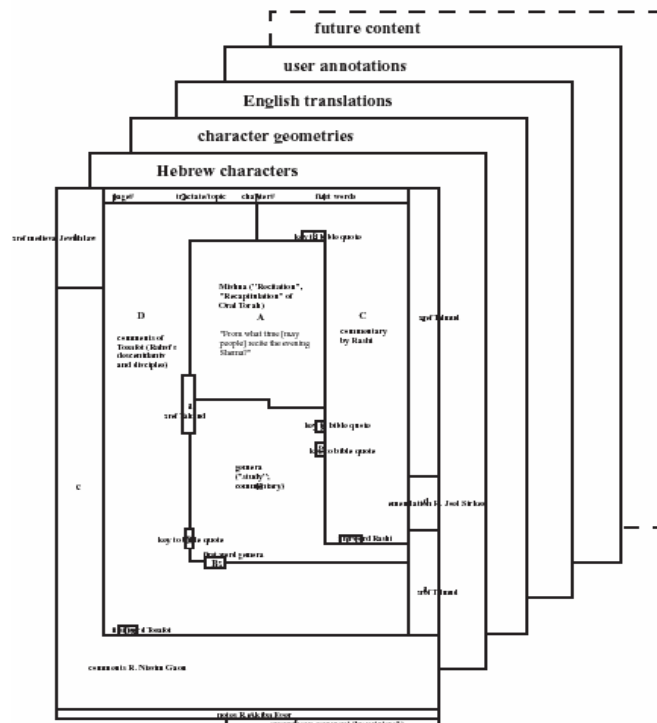 future content
user annotations
English translations
character geometries
Hebrew characters
page#
tractate/topic
chapter#
first words
xref medieval Jewish law
key to bible quote
Mishna ("Recitation",
"Recapitulation" of
Oral Torah)
A
"From what time [may
people] recite the evening
Shema?"
D
comments of
Tosafot (Rashi's
descendants
and disciples)
C
commentary
by Rashi
xref Talmud
xref Talmud
key to bible quote
key to bible quote
gemara
("study";
commentary)
c
emendation R. Joel Sirkes
key to bible quote
first word Rashi
first word gemara
xref Talmud
first word Tosafot
comments R. Nissim Gaon
notes R. Akiba Eger